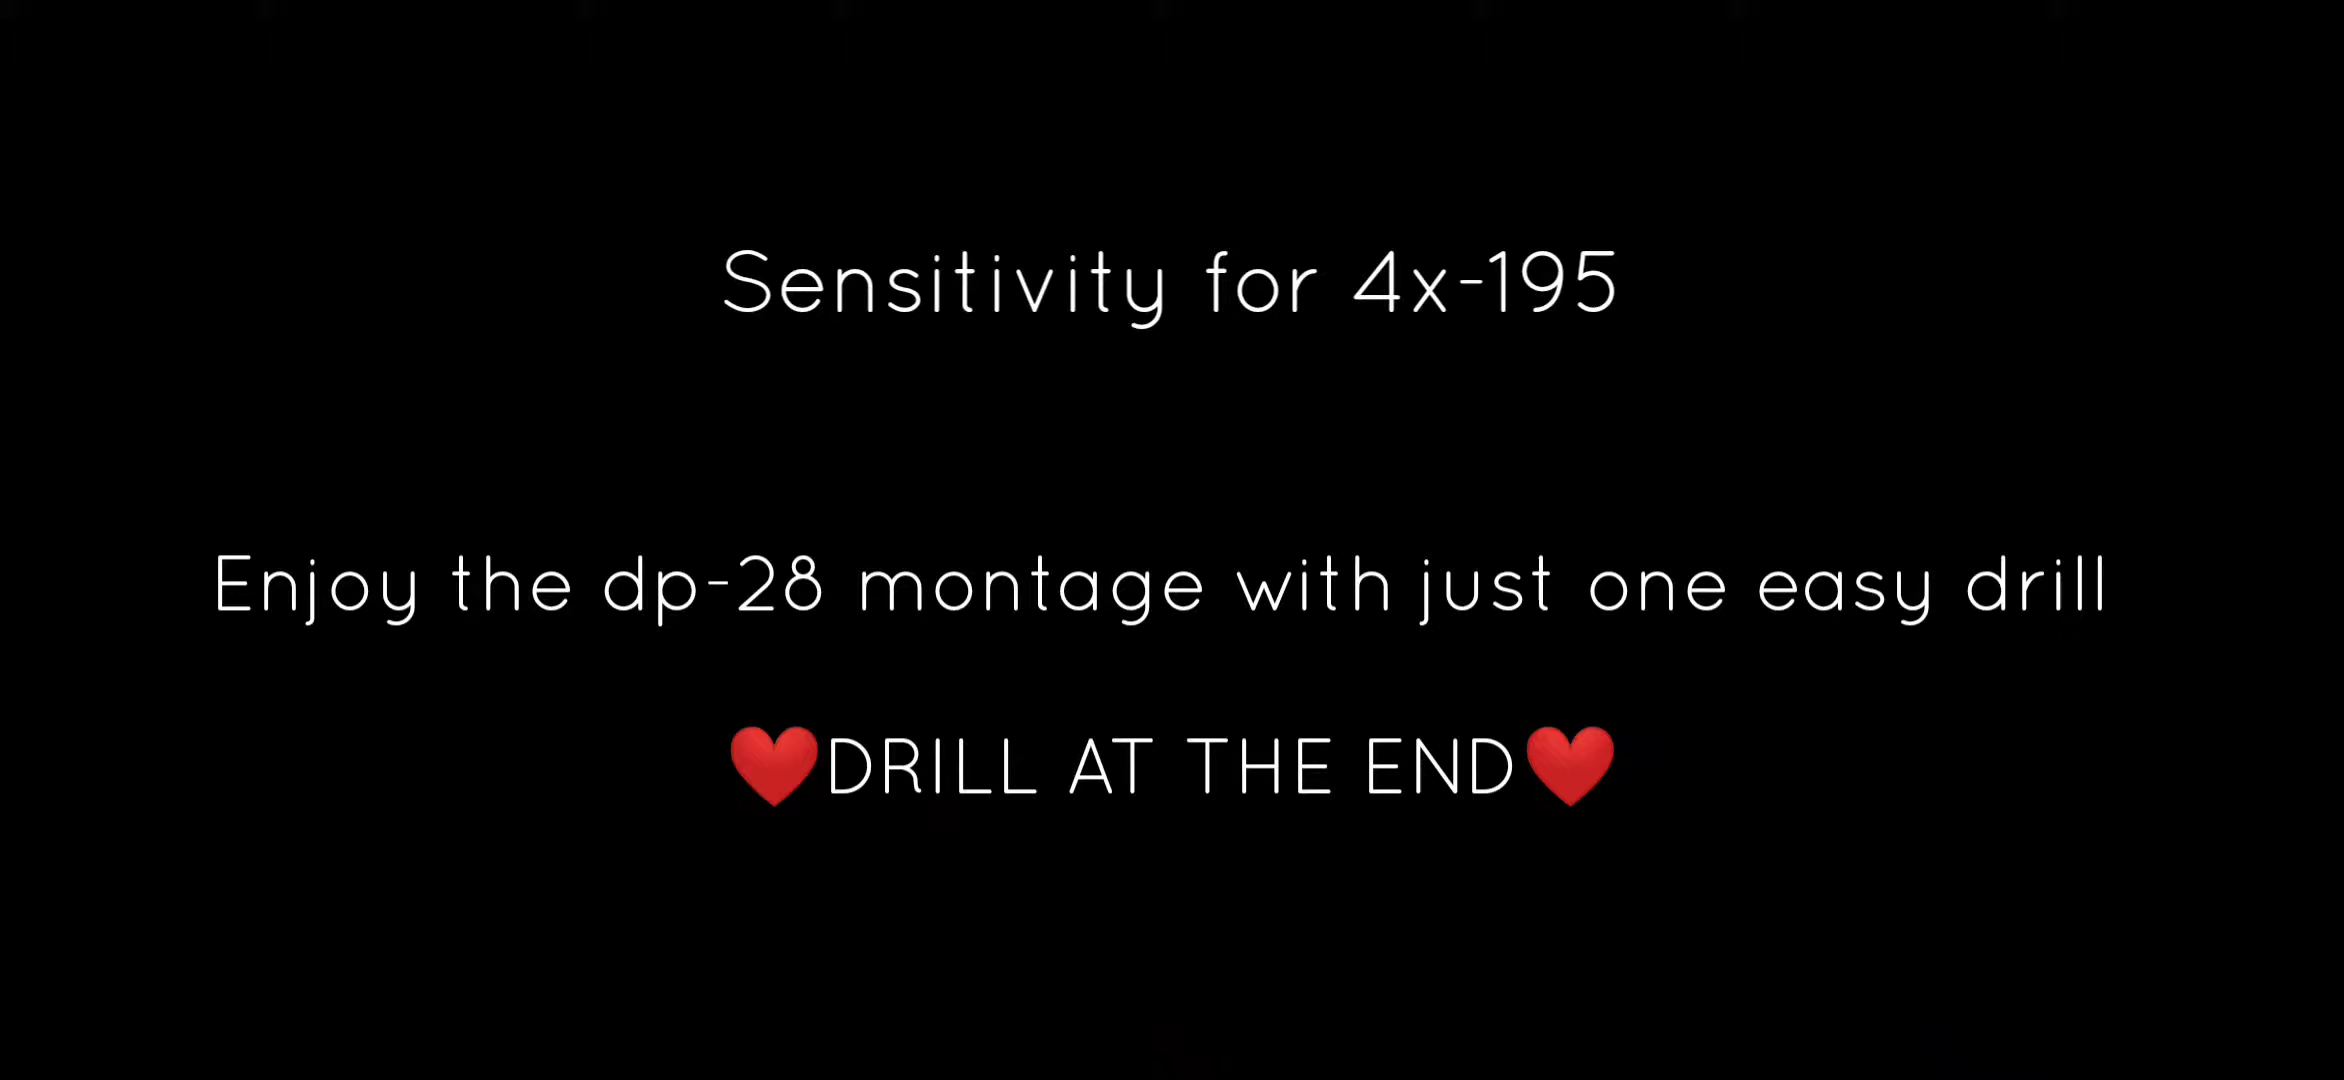 Sensitivity for 4x-195
Enjoy the dp-28 montage with just one easy drill
❤️DRILL AT THE END❤️